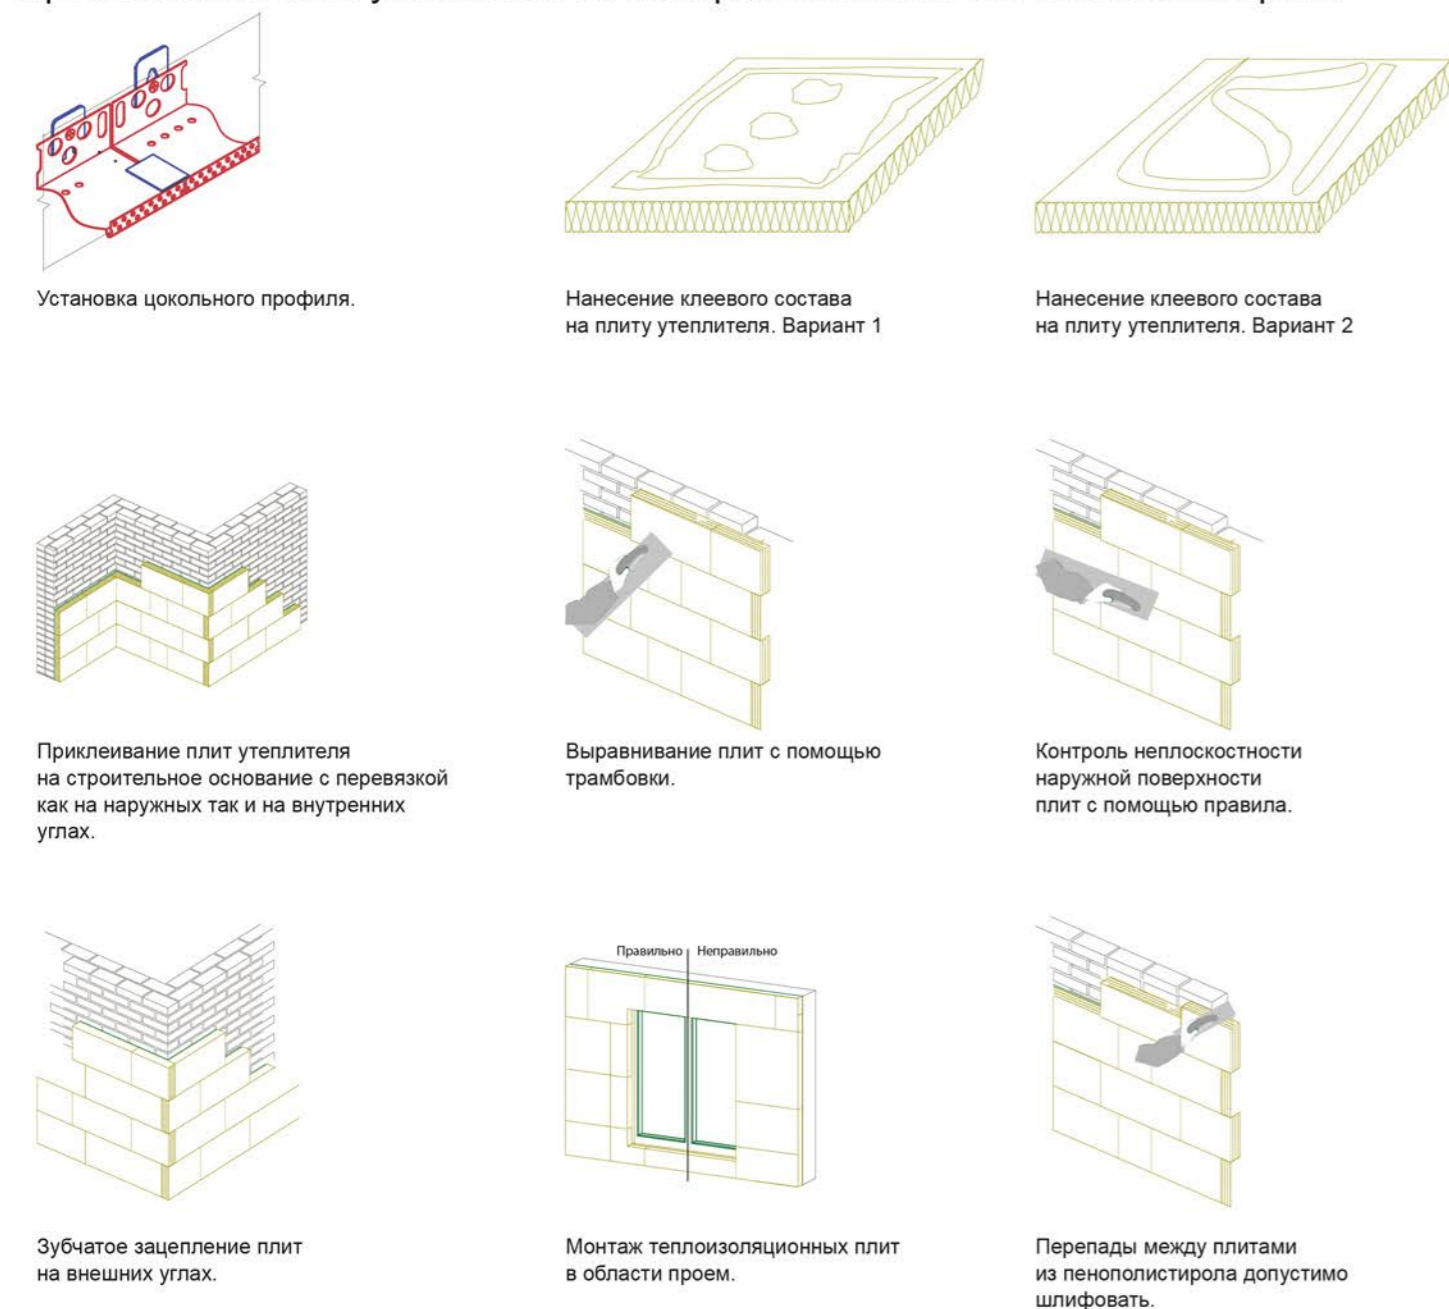 Установка цокольного профиля.
Нанесение клеевого состава
на плиту утеплителя. Вариант 1
Нанесение клеевого состава
на плиту утеплителя. Вариант 2
Приклеивание плит утеплителя
на строительное основание с перевязкой
как на наружных так и на внутренних
углах.
Выравнивание плит с помощью
трамбовки.
Контроль неплоскостности
наружной поверхности
плит с помощью правила.
Зубчатое зацепление плит
на внешних углах.
Правильно
Неправильно
Монтаж теплоизоляционных плит
в области проем.
Перепады между плитами
из пенополистирола допустимо
шлифовать.